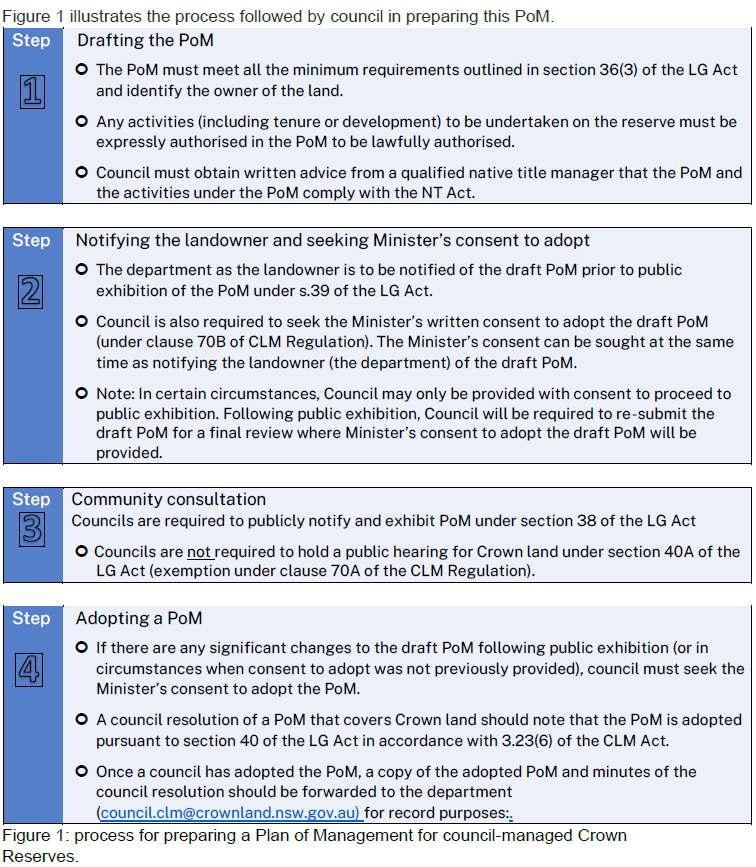 Figure 1 illustrates the process followed by council in preparing this PoM.
Step
1
Drafting the PoM
The PoM must meet all the minimum requirements outlined in section 36(3) of the LG Act
and identify the owner of the land.
Any activities (including tenure or development) to be undertaken on the reserve must be
expressly authorised in the PoM to be lawfully authorised.
Council must obtain written advice from a qualified native title manager that the PoM and
the activities under the PoM comply with the NT Act.
Step
2
Notifying the landowner and seeking Minister’s consent to adopt
The department as the landowner is to be notified of the draft PoM prior to public
exhibition of the PoM under s.39 of the LG Act.
Council is also required to seek the Minister’s written consent to adopt the draft PoM
(under clause 70B of CLM Regulation). The Minister’s consent can be sought at the same
time as notifying the landowner (the department) of the draft PoM.
Note: In certain circumstances, Council may only be provided with consent to proceed to
public exhibition. Following public exhibition, Council will be required to re-submit the
draft PoM for a final review where Minister’s consent to adopt the draft PoM will be
provided.
Step
3
Community consultation
Councils are required to publicly notify and exhibit PoM under section 38 of the LG Act
Councils are not required to hold a public hearing for Crown land under section 40A of the
LG Act (exemption under clause 70A of the CLM Regulation).
Step
4
Adopting a PoM
If there are any significant changes to the draft PoM following public exhibition (or in
circumstances when consent to adopt was not previously provided), council must seek the
Minister’s consent to adopt the PoM.
A council resolution of a PoM that covers Crown land should note that the PoM is adopted
pursuant to section 40 of the LG Act in accordance with 3.23(6) of the CLM Act.
Once a council has adopted the PoM, a copy of the adopted PoM and minutes of the
council resolution should be forwarded to the department
(council.clm@crownland.nsw.gov.au) for record purposes:.
Figure 1: process for preparing a Plan of Management for council-managed Crown
Reserves.